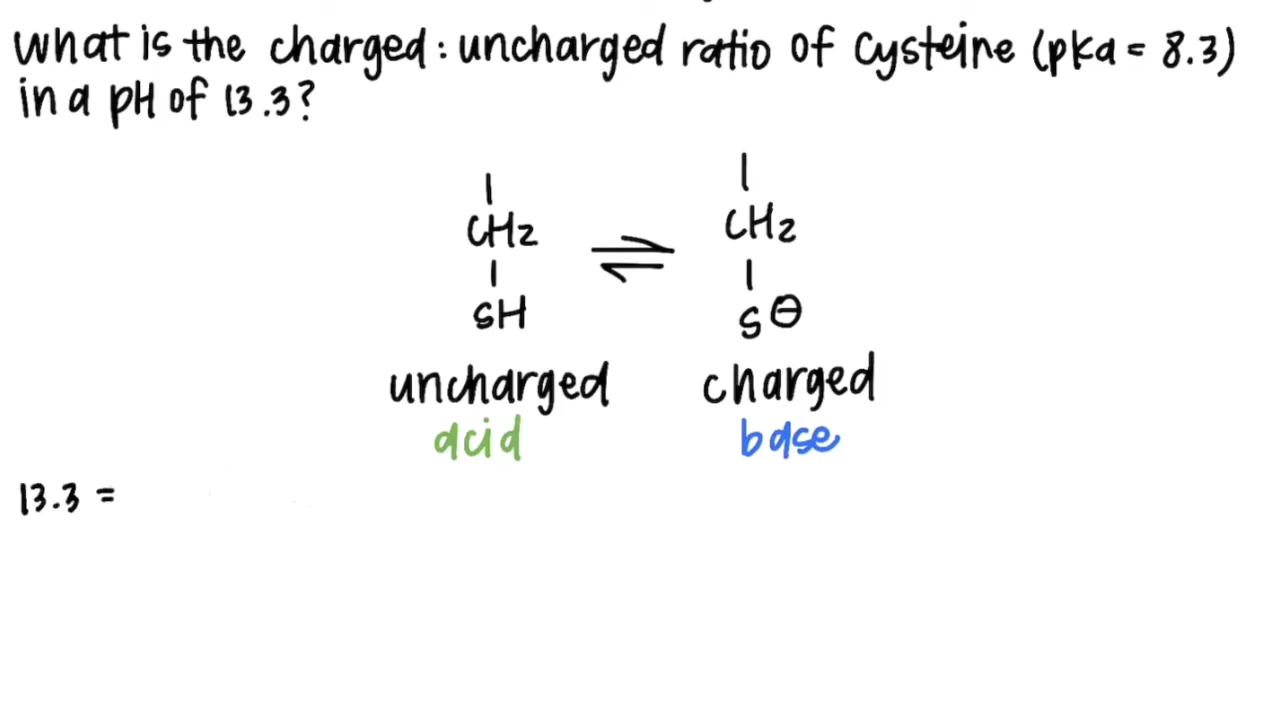 What is the charged : uncharged ratio of cysteine (pka = 8.3)
in a pH of 13.3?
CH2
SH
uncharged
acid
CH2
S⊖
charged
base
13.3 =